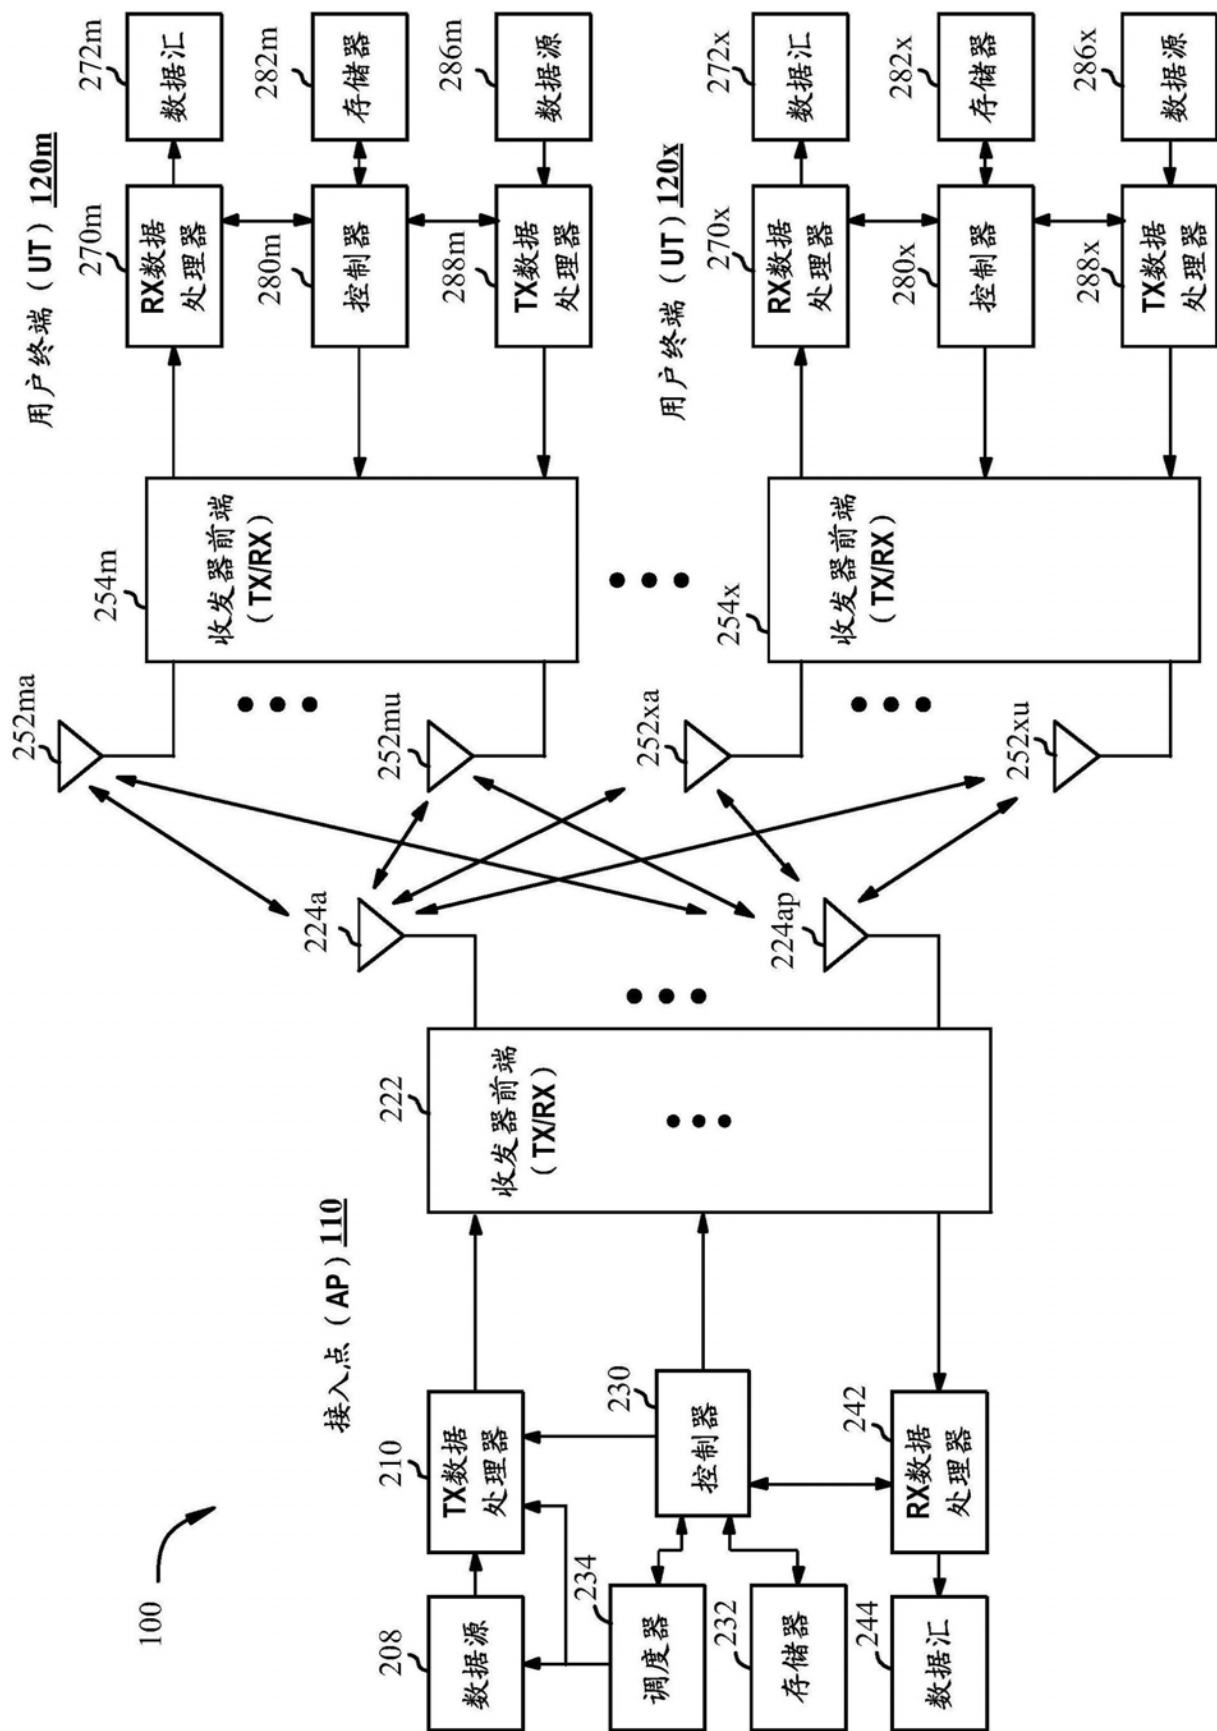 100
接入点（AP）110
208
数据源
210
TX数据
处理器
234
调度器
230
控制器
232
存储器
244
数据汇
242
RX数据
处理器
222
收发器前端
（TX/RX）
224a
224ap
252ma
252mu
252xa
252xu
用户终端（UT）120m
254m
收发器前端
（TX/RX）
270m
RX数据
处理器
272m
数据汇
280m
控制器
282m
存储器
288m
TX数据
处理器
286m
数据源
用户终端（UT）120x
254x
收发器前端
（TX/RX）
270x
RX数据
处理器
272x
数据汇
280x
控制器
282x
存储器
288x
TX数据
处理器
286x
数据源